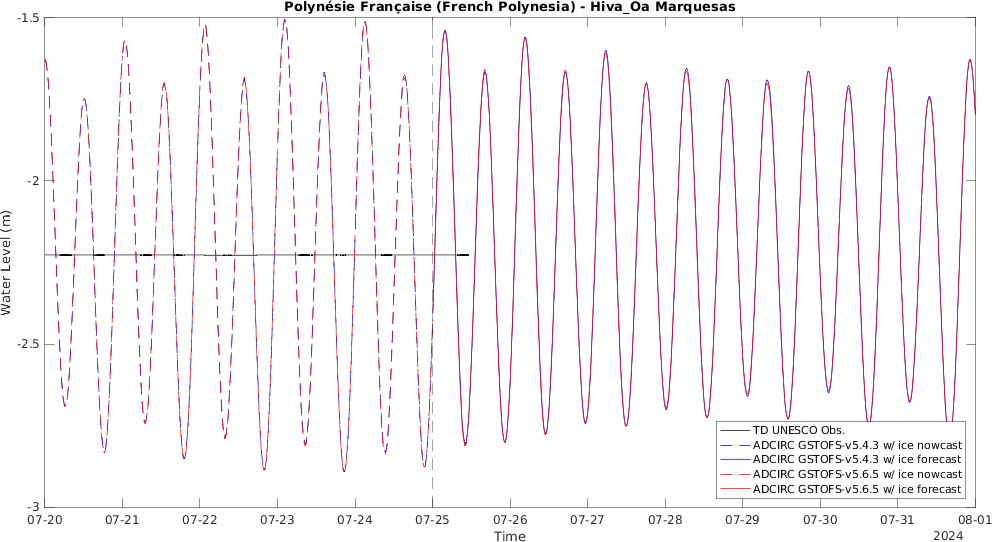 Polynésie Française (French Polynesia) - Hiva_Oa Marquesas
-1.5
-2
-2.5
-3
Water Level (m)
TD UNESCO Obs.
ADCIRC GSTOFS-v5.4.3 w/ ice nowcast
ADCIRC GSTOFS-v5.4.3 w/ ice forecast
ADCIRC GSTOFS-v5.6.5 w/ ice nowcast
ADCIRC GSTOFS-v5.6.5 w/ ice forecast
07-20 07-21 07-22 07-23 07-24 07-25 07-26 07-27 07-28 07-29 07-30 07-31 08-01
Time
2024